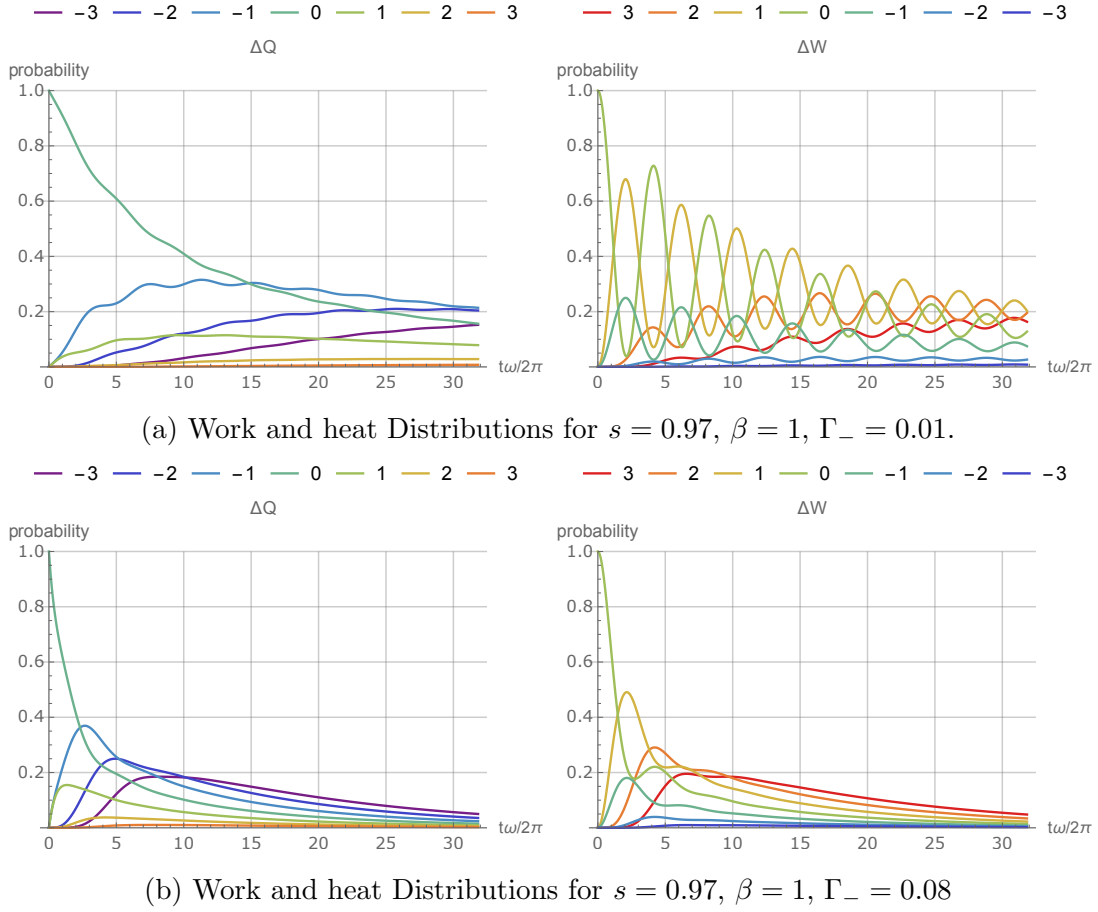 -3 -2 -1 0 1 2 3
3 2 1 0 -1 -2 -3
ΔQ
ΔW
probability
probability
1.0
0.8
0.6
0.4
0.2
0
0
5
10
15
20
25
30
tω/2π
1.0
0.8
0.6
0.4
0.2
0
0
5
10
15
20
25
30
tω/2π
(a) Work and heat Distributions for s = 0.97, β = 1, Γ₋ = 0.01.
-3 -2 -1 0 1 2 3
3 2 1 0 -1 -2 -3
ΔQ
ΔW
probability
probability
1.0
0.8
0.6
0.4
0.2
0
0
5
10
15
20
25
30
tω/2π
1.0
0.8
0.6
0.4
0.2
0
0
5
10
15
20
25
30
tω/2π
(b) Work and heat Distributions for s = 0.97, β = 1, Γ₋ = 0.08